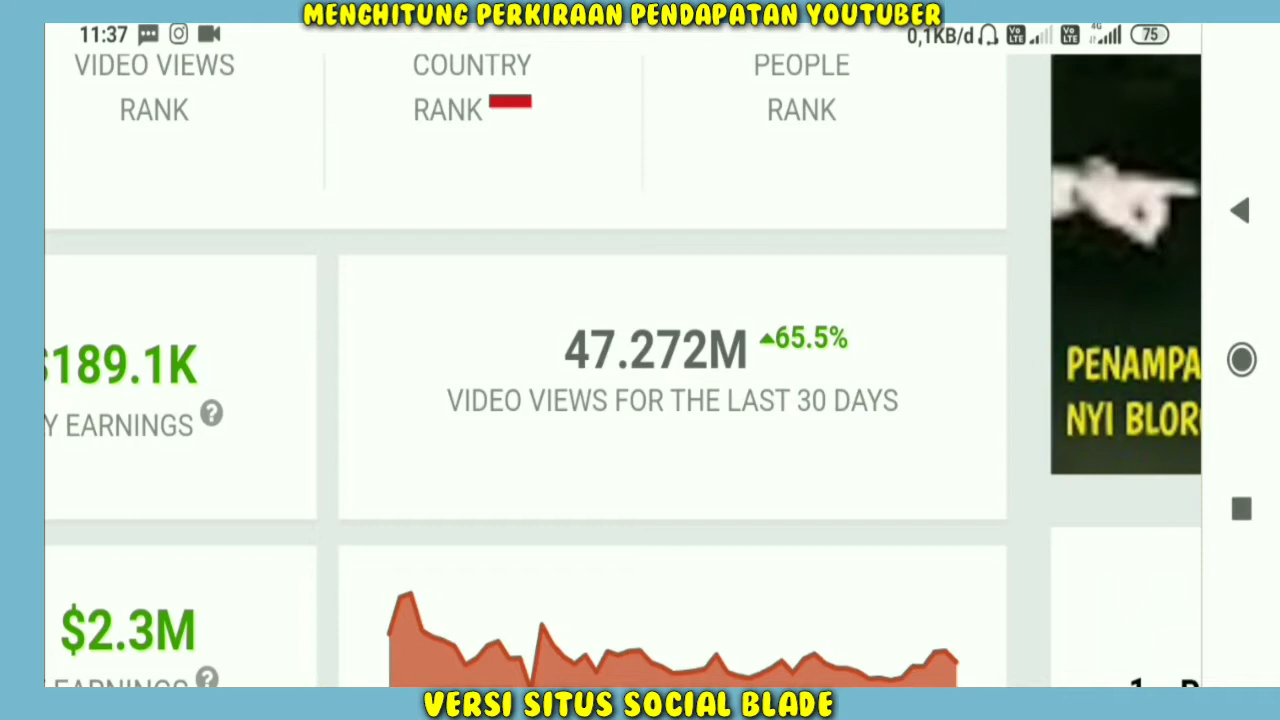 MENGHITUNG PERKIRAAN PENDAPATAN YOUTUBER
11:37
0,1KB/d
4G
75
VIDEO VIEWS
RANK
COUNTRY
RANK
PEOPLE
RANK
$189.1K
Y EARNINGS
47.272M 65.5%
VIDEO VIEWS FOR THE LAST 30 DAYS
PENAMPA
NYI BLOR
$2.3M
EARNINGS
VERSI SITUS SOCIAL BLADE